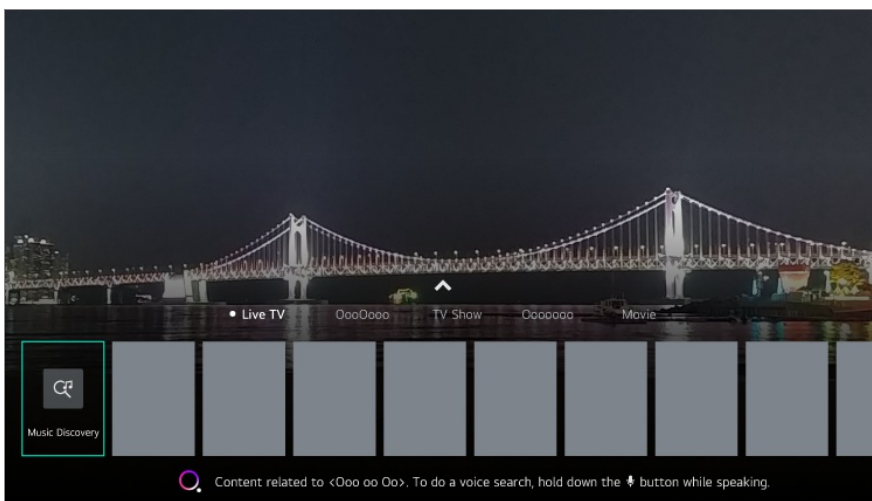 Live TV
OooOooo
TV Show
Ooooooo
Movie
Music Discovery
Content related to <Ooo oo Oo>. To do a voice search, hold down the button while speaking.